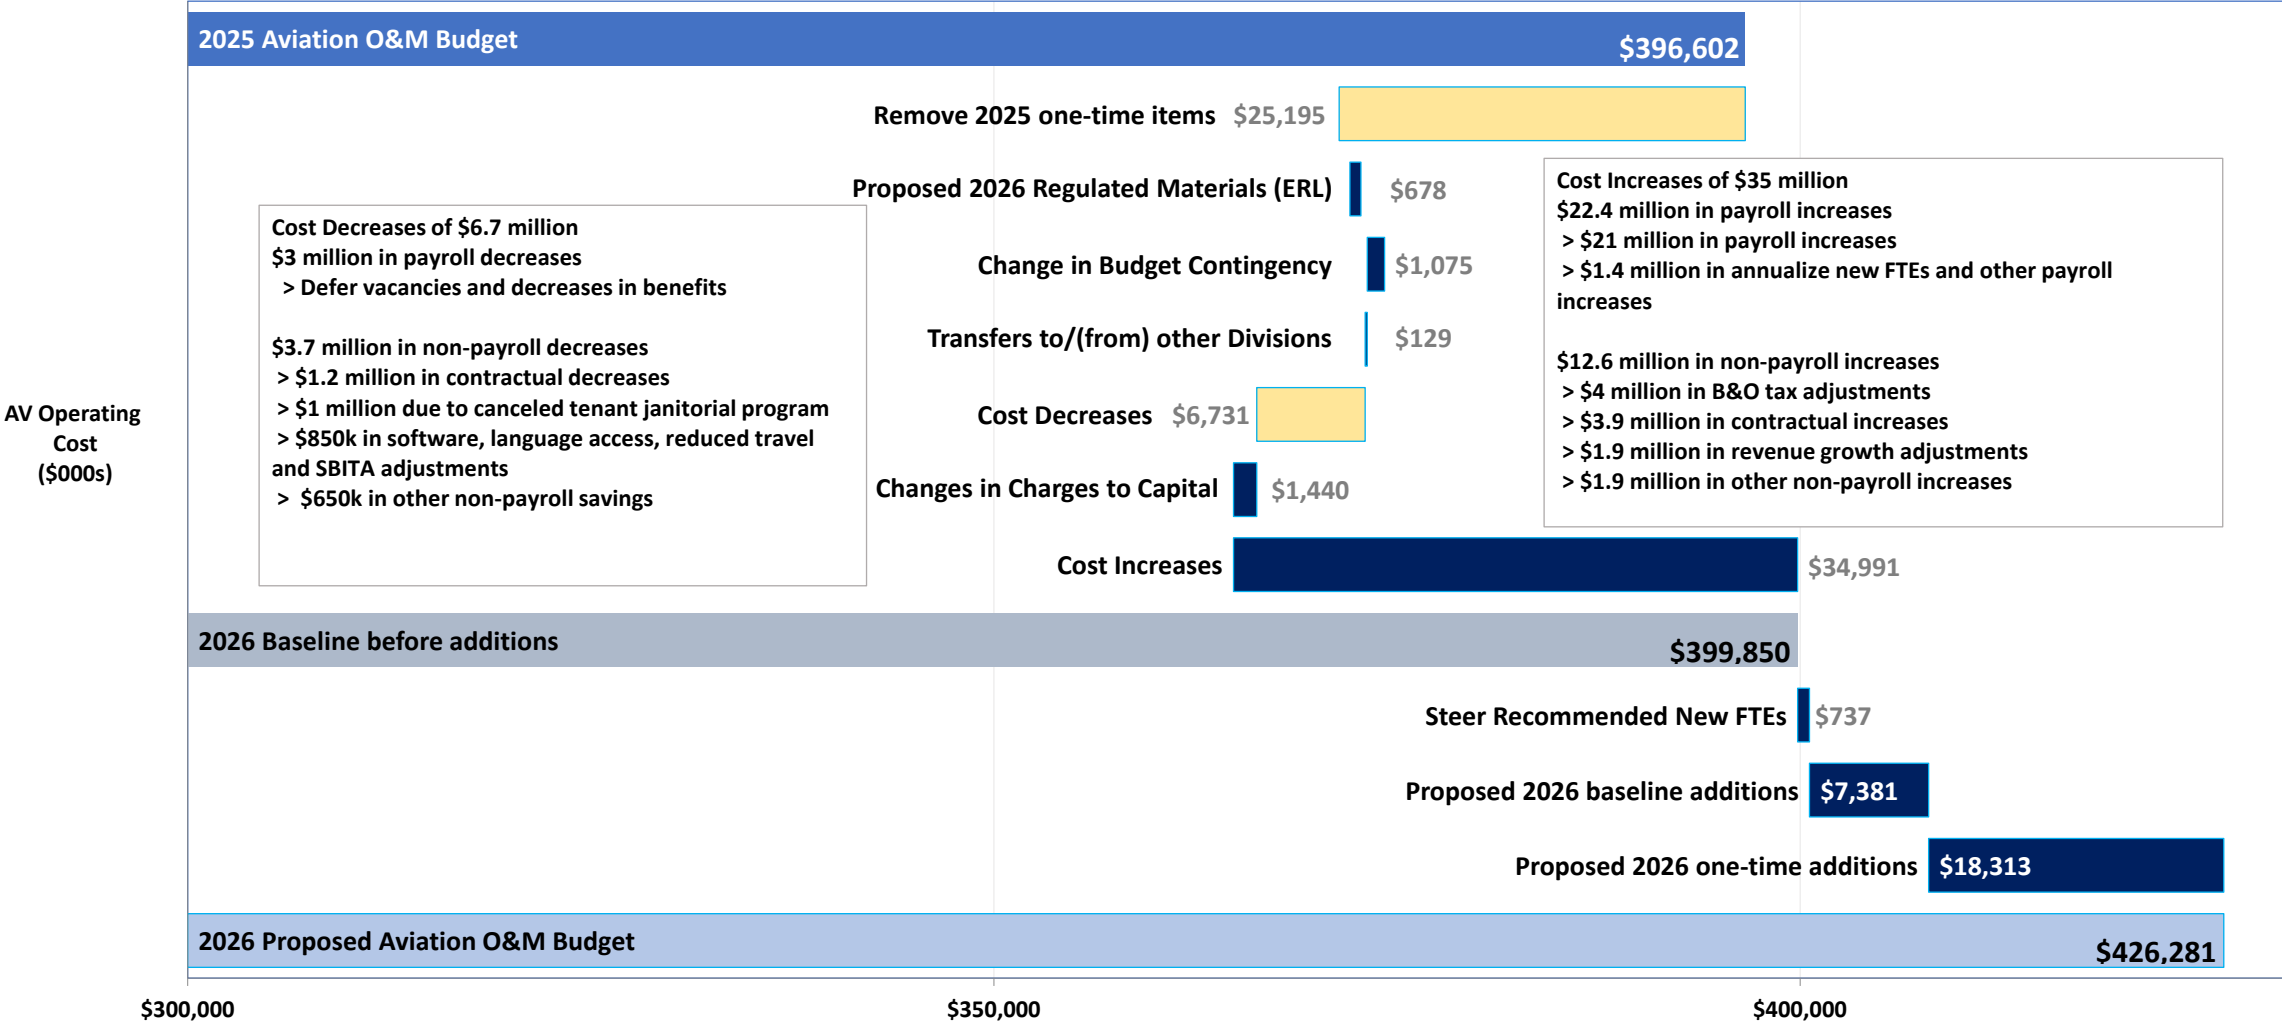 2025 Aviation O&M Budget
$396,602
Remove 2025 one-time items $25,195
Proposed 2026 Regulated Materials (ERL) $678
Change in Budget Contingency $1,075
Transfers to/(from) other Divisions $129
Cost Decreases $6,731
Changes in Charges to Capital $1,440
Cost Increases $34,991
Cost Decreases of $6.7 million
$3 million in payroll decreases
> Defer vacancies and decreases in benefits
$3.7 million in non-payroll decreases
> $1.2 million in contractual decreases
> $1 million due to canceled tenant janitorial program
> $850k in software, language access, reduced travel
and SBITA adjustments
> $650k in other non-payroll savings
Cost Increases of $35 million
$22.4 million in payroll increases
> $21 million in payroll increases
> $1.4 million in annualize new FTEs and other payroll
increases
$12.6 million in non-payroll increases
> $4 million in B&O tax adjustments
> $3.9 million in contractual increases
> $1.9 million in revenue growth adjustments
> $1.9 million in other non-payroll increases
AV Operating
Cost
($000s)
2026 Baseline before additions
$399,850
Steer Recommended New FTEs $737
Proposed 2026 baseline additions $7,381
Proposed 2026 one-time additions $18,313
2026 Proposed Aviation O&M Budget
$426,281
$300,000
$350,000
$400,000